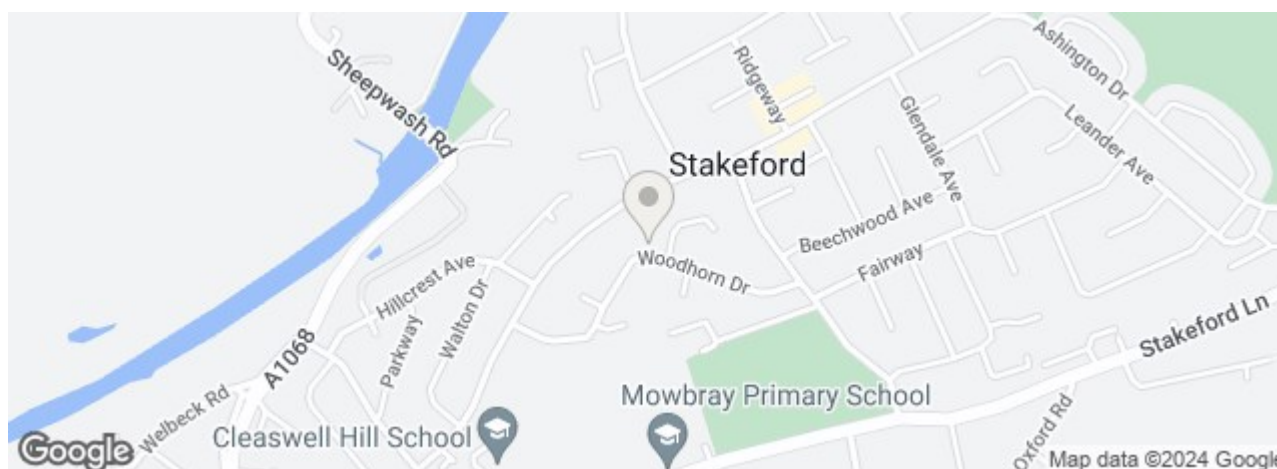 Sheepwash Rd
Ridgeway
Ashington Dr
Glendale Ave
Leander Ave
Stakeford
Beechwood Ave
Woodhorn Dr
Fairway
Hillcrest Ave
Walton Dr
Parkway
A1068
Stakeford Ln
Welbeck Rd
Mowbray Primary School
Cleaswell Hill School
Oxford Rd
Google
Map data ©2024 Google